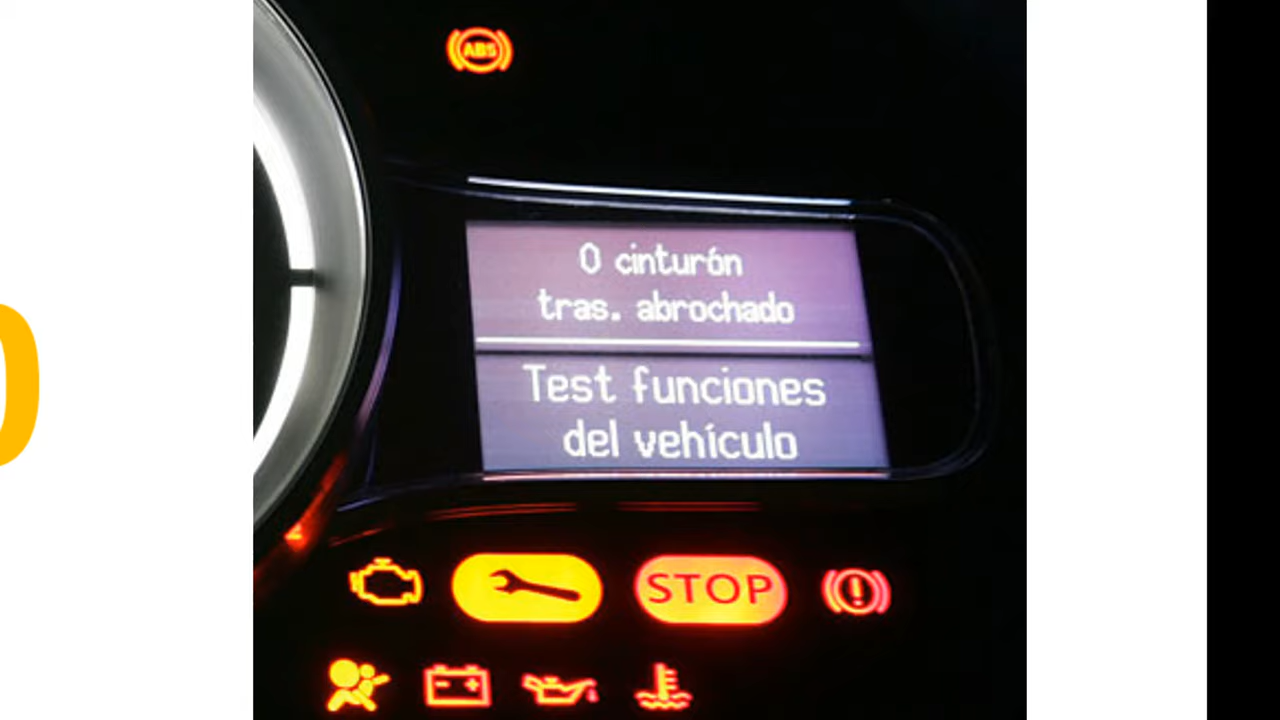 ABS
0 cinturón
tras. abrochado
Test funciones
del vehículo
STOP